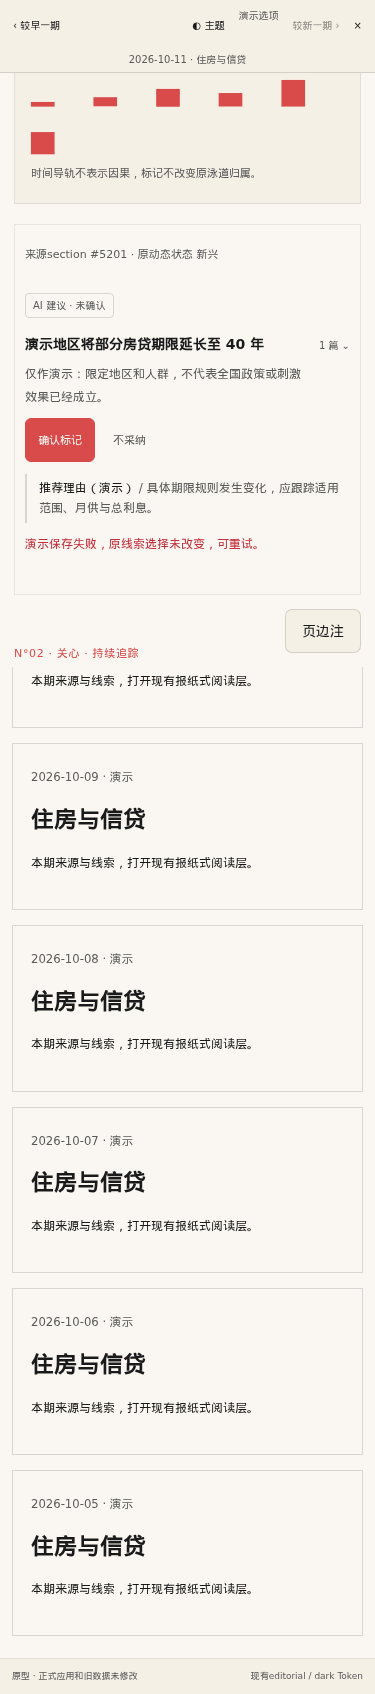 ‹ 较早一期
◐ 主题
演示选项
较新一期 ›
×
2026-10-11 · 住房与信贷
时间导轨不表示因果，标记不改变原泳道归属。
来源section #5201 · 原动态状态 新兴
AI 建议 · 未确认
演示地区将部分房贷期限延长至 40 年
1 篇 ⌄
仅作演示：限定地区和人群，不代表全国政策或刺激
效果已经成立。
确认标记
不采纳
推荐理由（演示） / 具体期限规则发生变化，应跟踪适用
范围、月供与总利息。
演示保存失败，原线索选择未改变，可重试。
页边注
N°02 · 关心 · 持续追踪
本期来源与线索，打开现有报纸式阅读层。
2026-10-09 · 演示
住房与信贷
本期来源与线索，打开现有报纸式阅读层。
2026-10-08 · 演示
住房与信贷
本期来源与线索，打开现有报纸式阅读层。
2026-10-07 · 演示
住房与信贷
本期来源与线索，打开现有报纸式阅读层。
2026-10-06 · 演示
住房与信贷
本期来源与线索，打开现有报纸式阅读层。
2026-10-05 · 演示
住房与信贷
本期来源与线索，打开现有报纸式阅读层。
原型 · 正式应用和旧数据未修改
现有editorial / dark Token